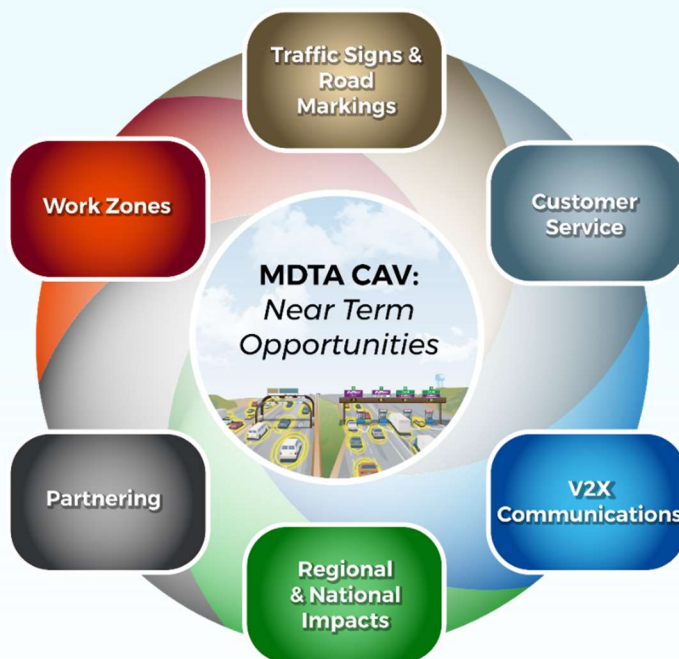 Traffic Signs &
Road
Markings
Work Zones
Customer
Service
MDTA CAV:
Near Term
Opportunities
Partnering
V2X
Communications
Regional
& National
Impacts